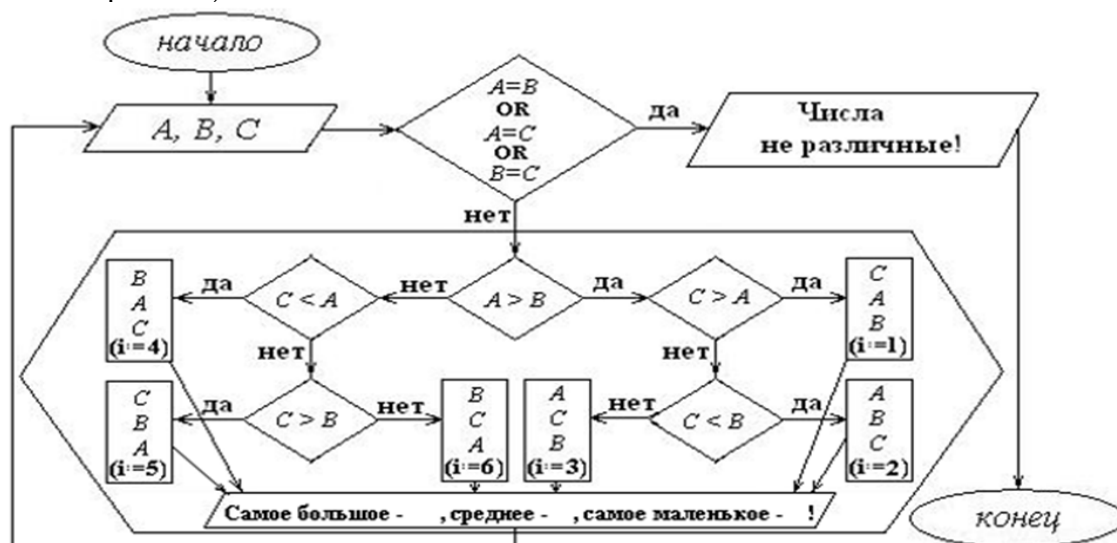 начало
A, B, C
A=B
OR
A=C
OR
B=C
да
Числа
не различные!
нет
B
A
C
(i:=4)
да
C < A
нет
A > B
да
C > A
да
C
A
B
(i:=1)
нет
нет
C
B
A
(i:=5)
да
C > B
нет
B
C
A
(i:=6)
A
C
B
(i:=3)
нет
C < B
да
A
B
C
(i:=2)
Самое большое - , среднее - , самое маленькое - !
конец